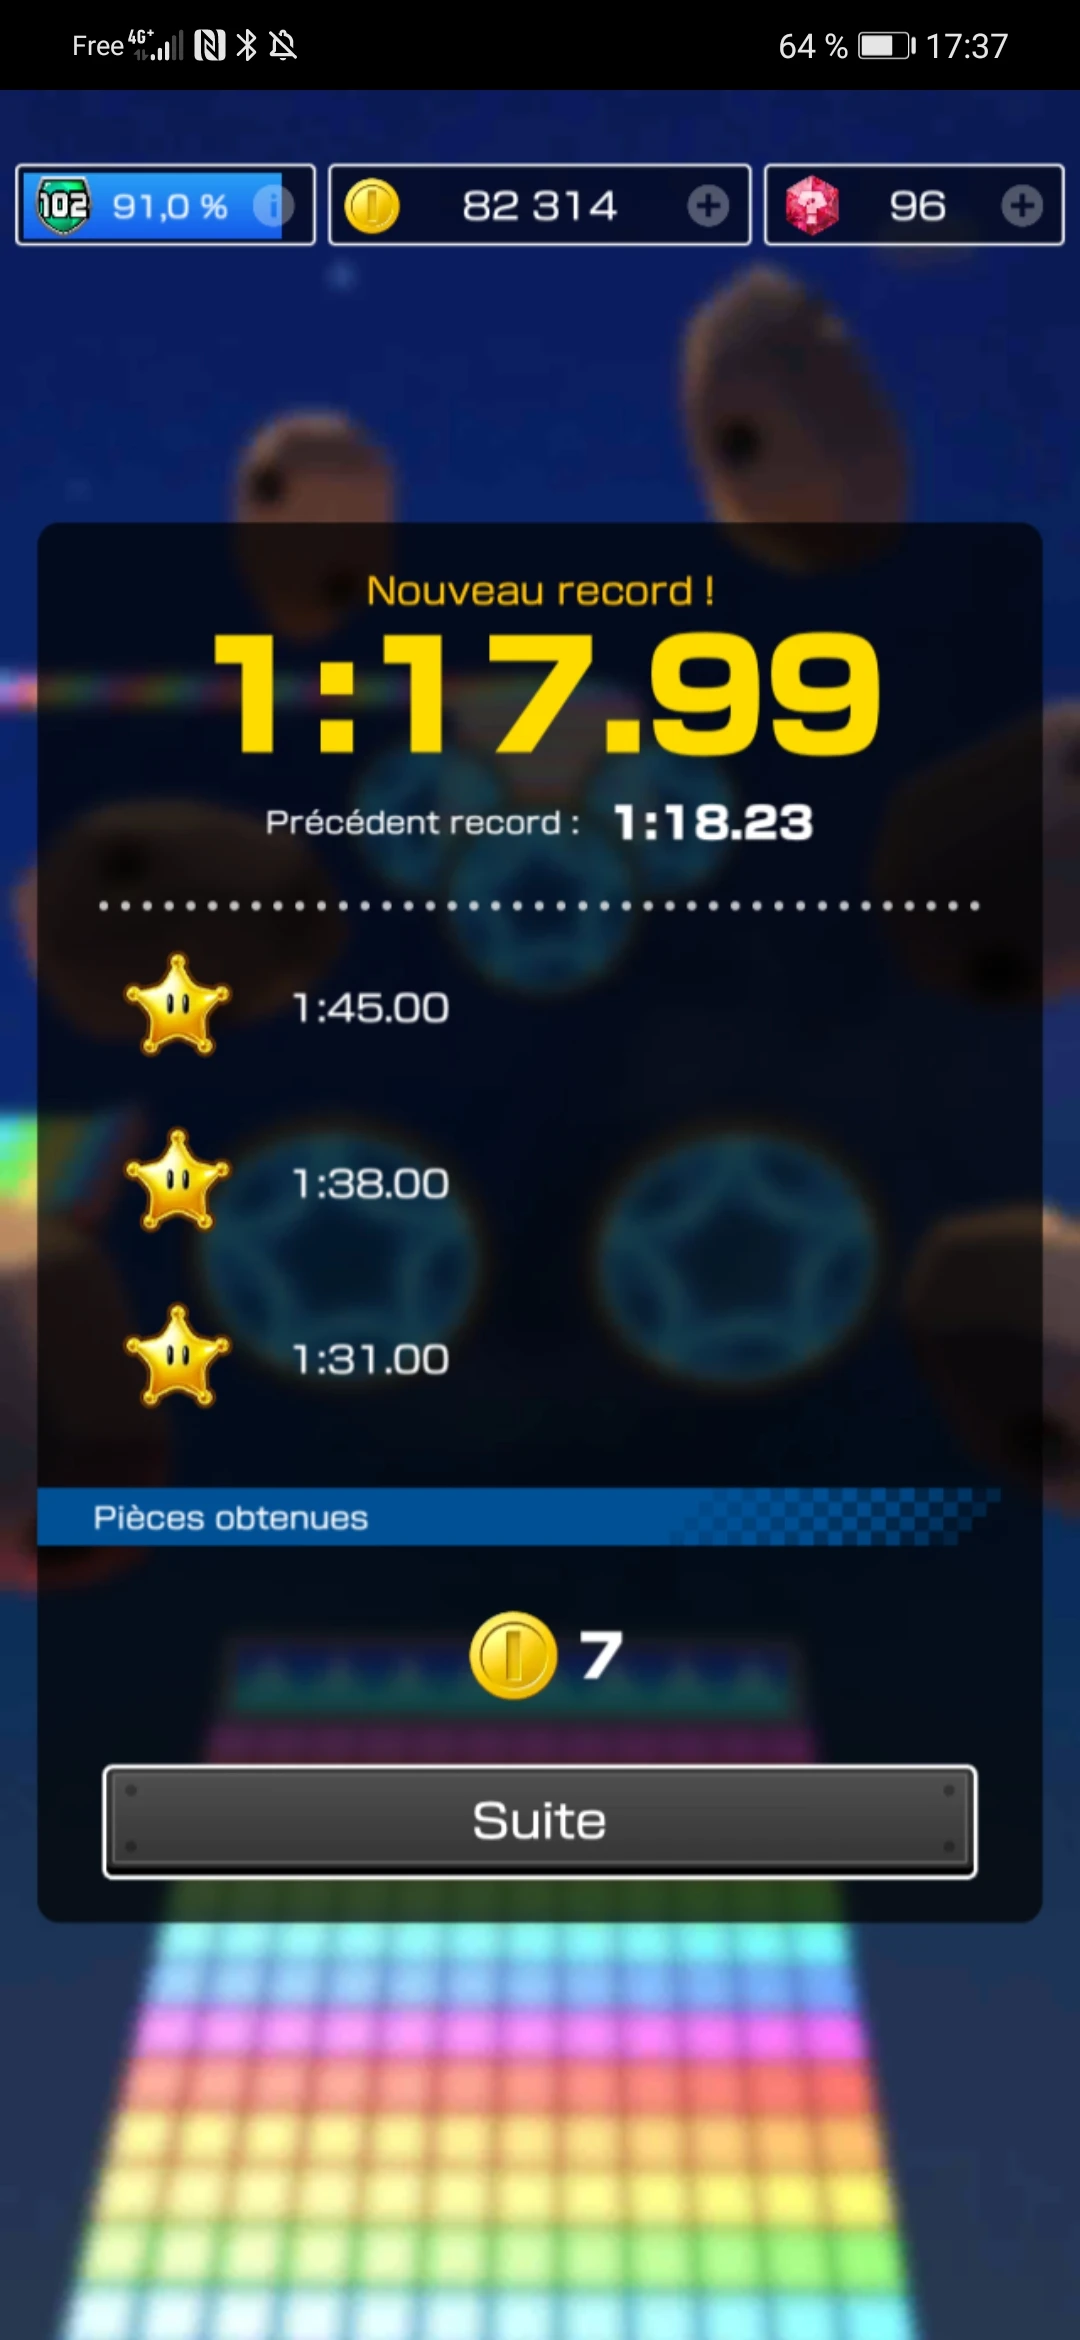 Free 4G+ 64 % 17:37
102 91,0 % i 82 314 + 96 +
Nouveau record !
1:17.99
Précédent record : 1:18.23
1:45.00
1:38.00
1:31.00
Pièces obtenues
7
Suite